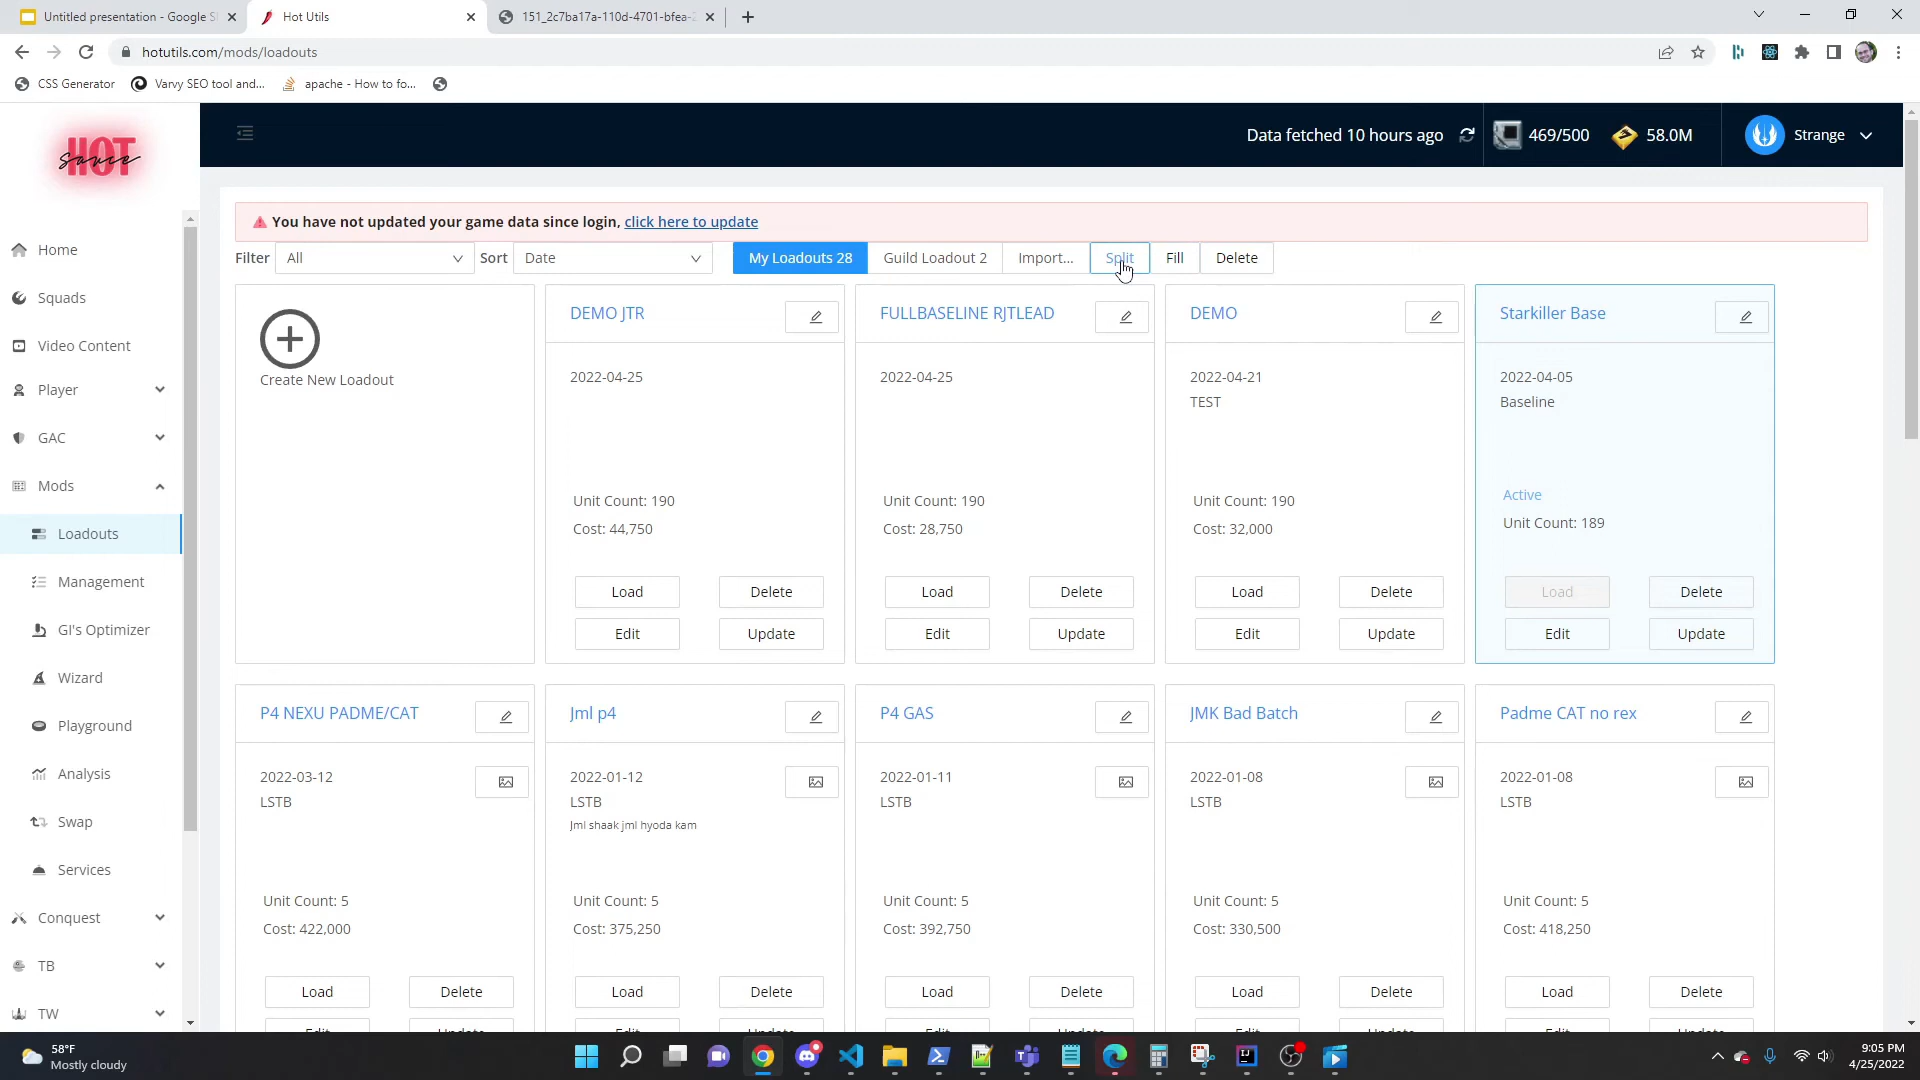 Untitled presentation - Google S
Hot Utils
151_2c7ba17a-110d-4701-bfea-2
hotutils.com/mods/loadouts
CSS Generator
Varvy SEO tool and...
apache - How to fo...
HOT
sauce
Data fetched 10 hours ago
469/500
58.0M
Strange
You have not updated your game data since login, click here to update
Filter
All
Sort
Date
My Loadouts 28
Guild Loadout 2
Import...
Split
Fill
Delete
Home
Squads
Video Content
Player
GAC
Mods
Loadouts
Management
GI's Optimizer
Wizard
Playground
Analysis
Swap
Services
Conquest
TB
TW
Create New Loadout
DEMO JTR
2022-04-25
Unit Count: 190
Cost: 44,750
Load
Delete
Edit
Update
FULLBASELINE RJTLEAD
2022-04-25
Unit Count: 190
Cost: 28,750
Load
Delete
Edit
Update
DEMO
2022-04-21
TEST
Unit Count: 190
Cost: 32,000
Load
Delete
Edit
Update
Starkiller Base
2022-04-05
Baseline
Active
Unit Count: 189
Load
Delete
Edit
Update
P4 NEXU PADME/CAT
2022-03-12
LSTB
Unit Count: 5
Cost: 422,000
Load
Delete
Edit
Update
Jml p4
2022-01-12
LSTB
Jml shaak jml hyoda kam
Unit Count: 5
Cost: 375,250
Load
Delete
Edit
Update
P4 GAS
2022-01-11
LSTB
Unit Count: 5
Cost: 392,750
Load
Delete
Edit
Update
JMK Bad Batch
2022-01-08
LSTB
Unit Count: 5
Cost: 330,500
Load
Delete
Edit
Update
Padme CAT no rex
2022-01-08
LSTB
Unit Count: 5
Cost: 418,250
Load
Delete
Edit
Update
58°F
Mostly cloudy
9:05 PM
4/25/2022